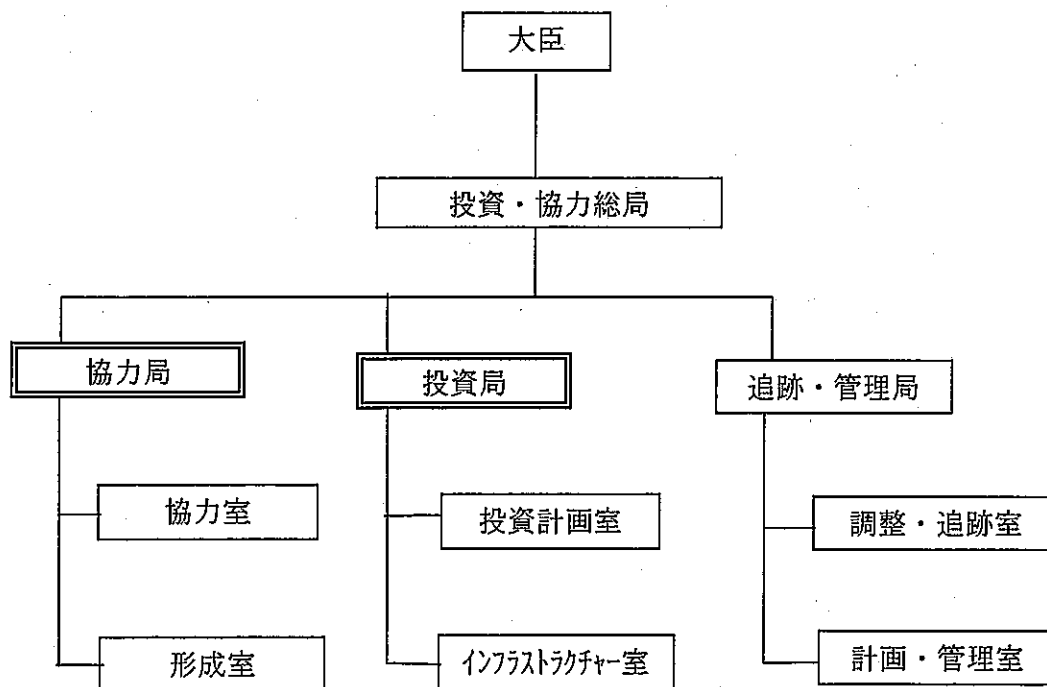 大臣
投資・協力総局
協力局
投資局
追跡・管理局
協力室
投資計画室
調整・追跡室
形成室
インフラストラクチャー室
計画・管理室